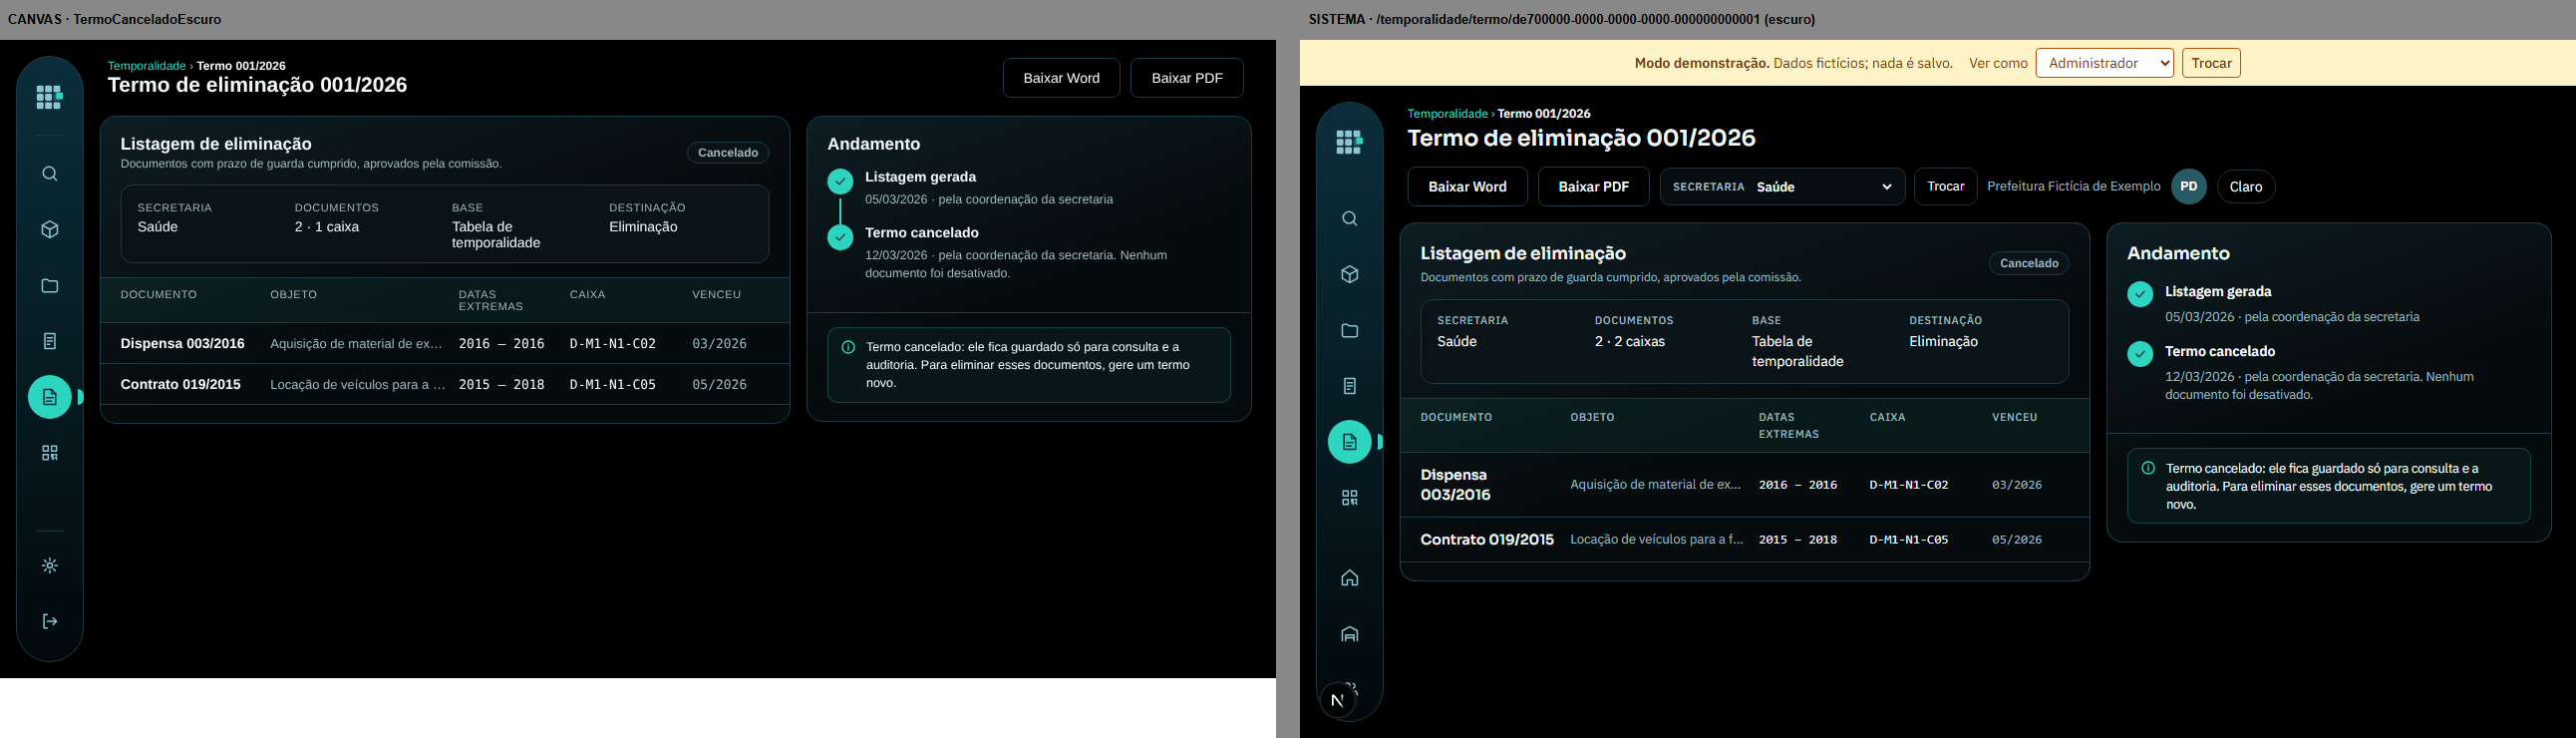 CANVAS · TermoCanceladoEscuro
Temporalidade › Termo 001/2026
Termo de eliminação 001/2026
Baixar Word
Baixar PDF
Listagem de eliminação
Documentos com prazo de guarda cumprido, aprovados pela comissão.
Cancelado
SECRETARIA
Saúde
DOCUMENTOS
2 · 1 caixa
BASE
Tabela de
temporalidade
DESTINAÇÃO
Eliminação
DOCUMENTO OBJETO DATAS EXTREMAS CAIXA VENCEU
Dispensa 003/2016 Aquisição de material de ex... 2016 – 2016 D-M1-N1-C02 03/2026
Contrato 019/2015 Locação de veículos para a ... 2015 – 2018 D-M1-N1-C05 05/2026
Andamento
Listagem gerada
05/03/2026 · pela coordenação da secretaria
Termo cancelado
12/03/2026 · pela coordenação da secretaria. Nenhum
documento foi desativado.
Termo cancelado: ele fica guardado só para consulta e a
auditoria. Para eliminar esses documentos, gere um termo
novo.
SISTEMA · /temporalidade/termo/de700000-0000-0000-0000-000000000001 (escuro)
Modo demonstração. Dados fictícios; nada é salvo. Ver como Administrador Trocar
Temporalidade › Termo 001/2026
Termo de eliminação 001/2026
Baixar Word
Baixar PDF
SECRETARIA Saúde
Trocar
Prefeitura Fictícia de Exemplo
PD
Claro
Listagem de eliminação
Documentos com prazo de guarda cumprido, aprovados pela comissão.
Cancelado
SECRETARIA
Saúde
DOCUMENTOS
2 · 2 caixas
BASE
Tabela de
temporalidade
DESTINAÇÃO
Eliminação
DOCUMENTO OBJETO DATAS EXTREMAS CAIXA VENCEU
Dispensa 003/2016 Aquisição de material de ex... 2016 – 2016 D-M1-N1-C02 03/2026
Contrato 019/2015 Locação de veículos para a f... 2015 – 2018 D-M1-N1-C05 05/2026
Andamento
Listagem gerada
05/03/2026 · pela coordenação da secretaria
Termo cancelado
12/03/2026 · pela coordenação da secretaria. Nenhum
documento foi desativado.
Termo cancelado: ele fica guardado só para consulta e a
auditoria. Para eliminar esses documentos, gere um termo
novo.
N